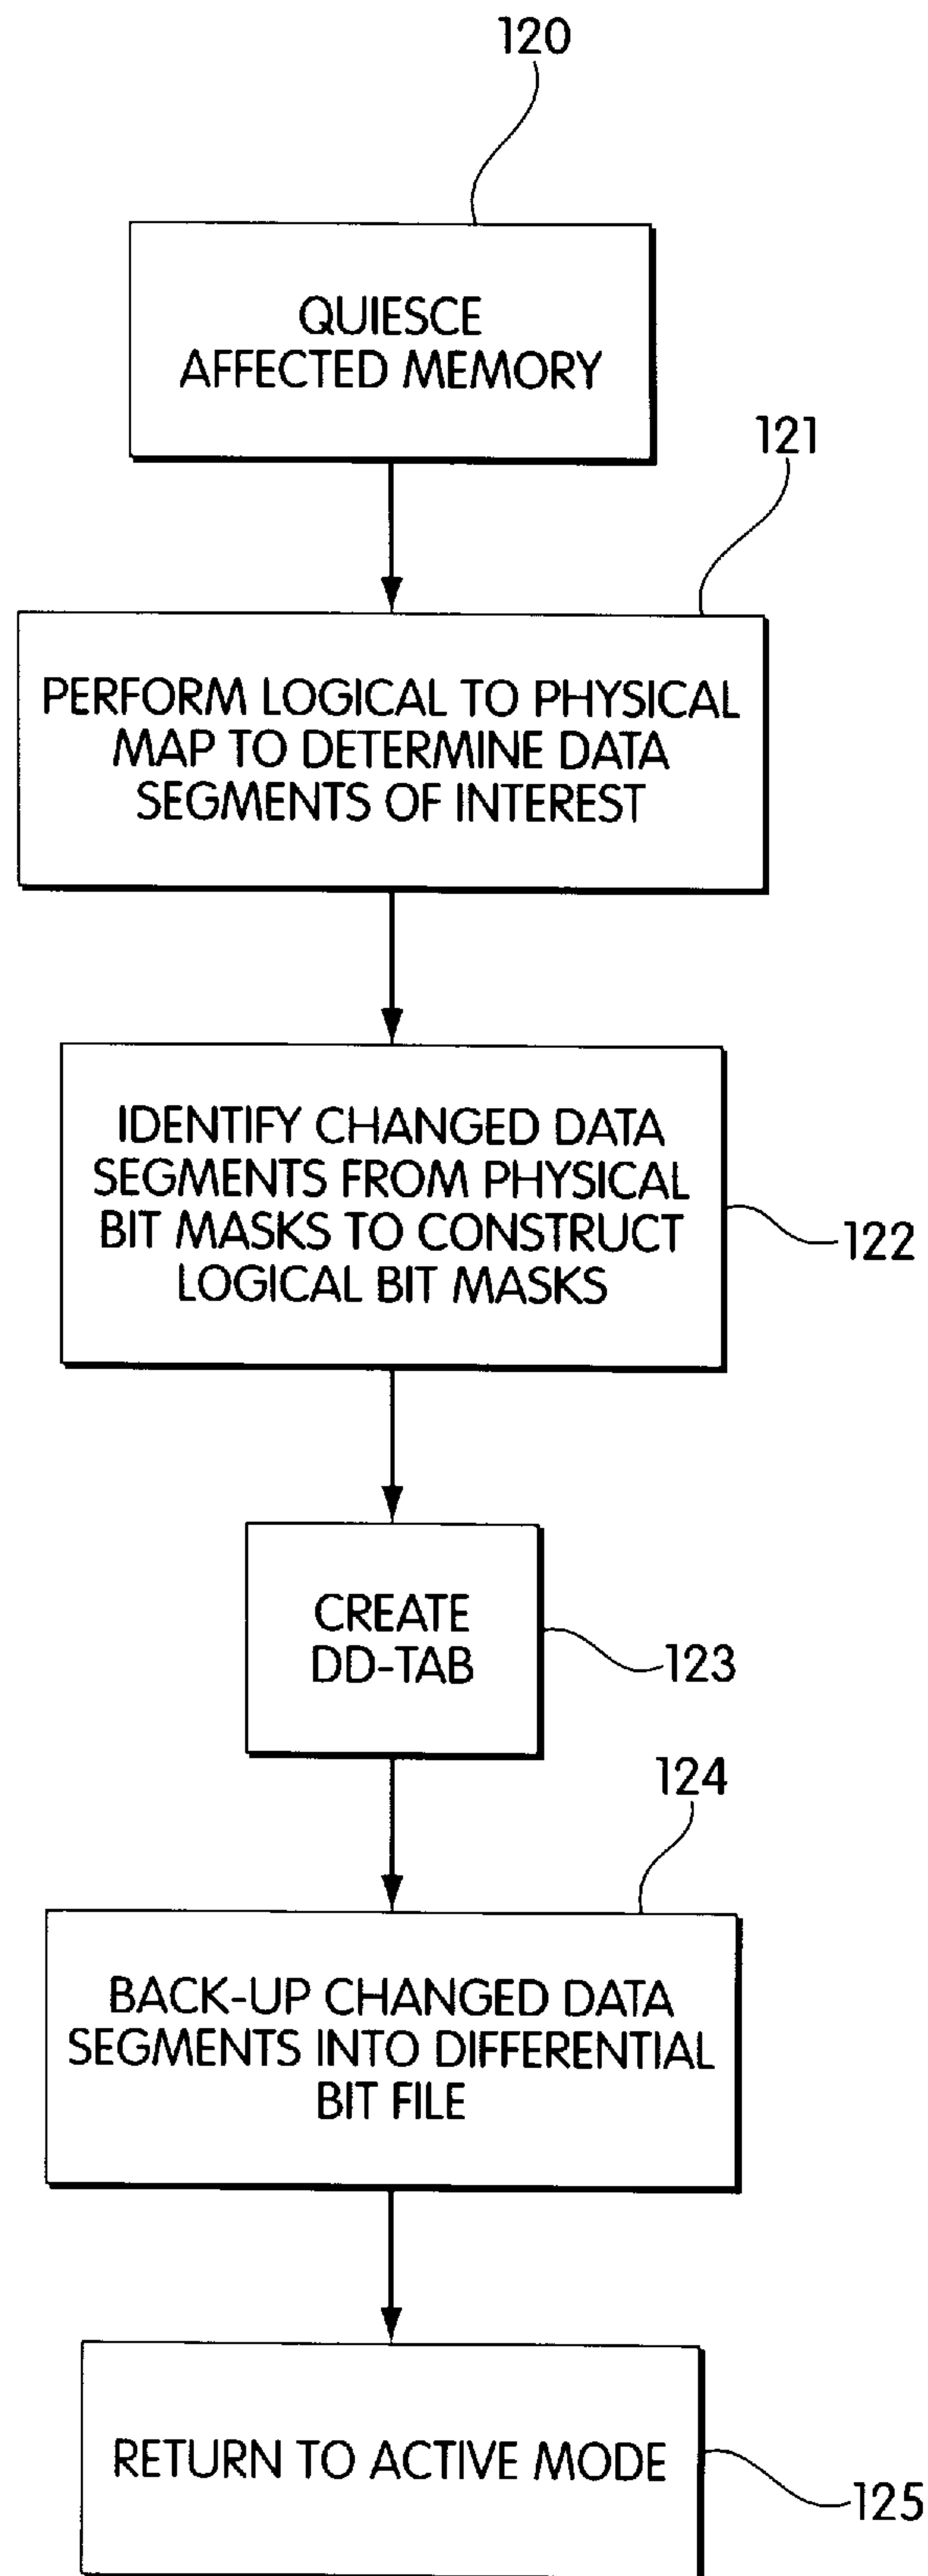 120
QUIESCE
AFFECTED MEMORY
121
PERFORM LOGICAL TO PHYSICAL
MAP TO DETERMINE DATA
SEGMENTS OF INTEREST
IDENTIFY CHANGED DATA
SEGMENTS FROM PHYSICAL
BIT MASKS TO CONSTRUCT
LOGICAL BIT MASKS
122
CREATE
DD-TAB
123
124
BACK-UP CHANGED DATA
SEGMENTS INTO DIFFERENTIAL
BIT FILE
RETURN TO ACTIVE MODE
125